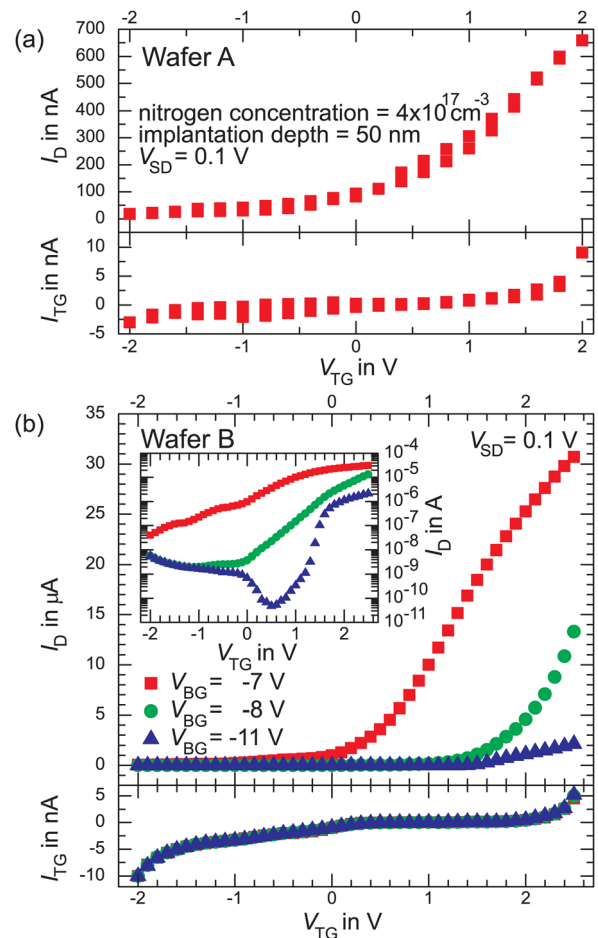 (a)
-2 -1 0 1 2
Wafer A
nitrogen concentration = 4x10^17 cm^-3
implantation depth = 50 nm
V_SD = 0.1 V
I_D in nA
700
600
500
400
300
200
100
0
I_TG in nA
10
5
0
-5
-2 -1 0 1 2
V_TG in V
(b)
-2 -1 0 1 2
Wafer B
V_SD = 0.1 V
I_D in µA
35
30
25
20
15
10
5
0
10^-4
10^-5
10^-6
10^-7
10^-8
10^-9
10^-10
10^-11
I_D in A
-2 -1 0 1 2
V_TG in V
V_BG = -7 V
V_BG = -8 V
V_BG = -11 V
I_TG in nA
5
0
-5
-10
-2 -1 0 1 2
V_TG in V